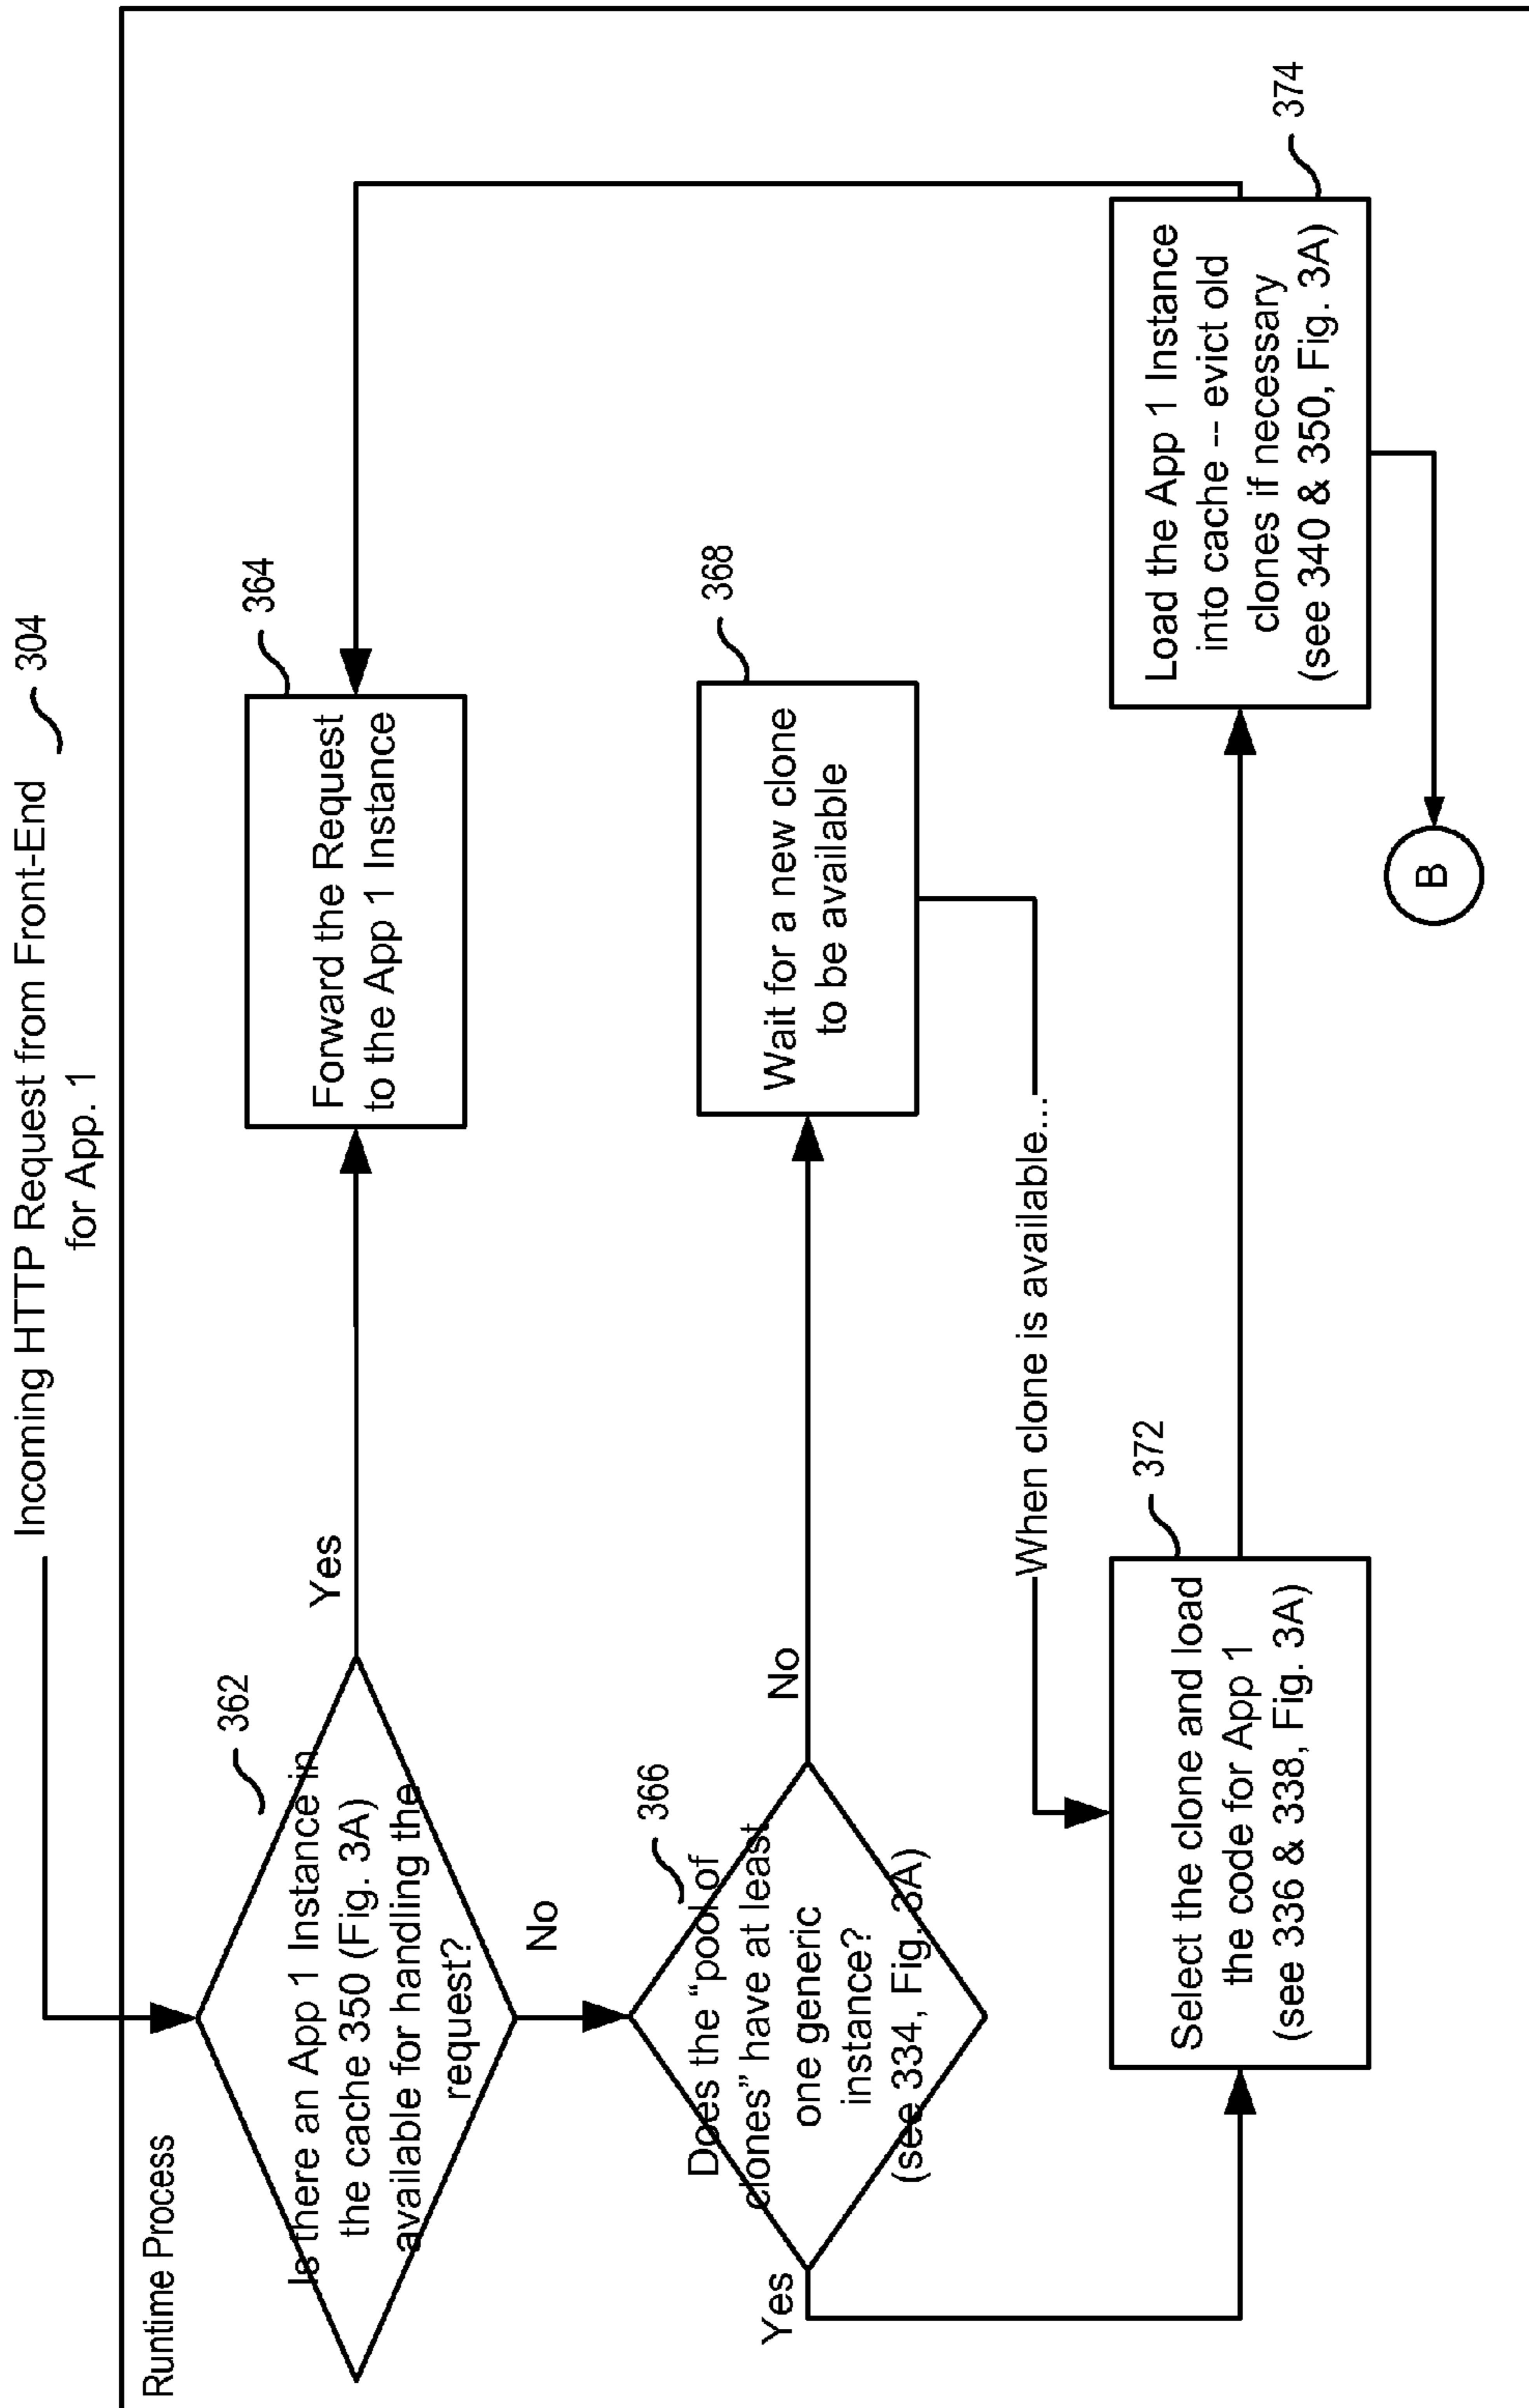 Incoming HTTP Request from Front-End
for App. 1
304
Runtime Process
Is there an App 1 Instance in
the cache 350 (Fig. 3A)
available for handling the
request?
362
Yes
Forward the Request
to the App 1 Instance
364
No
Does the “pool of
clones” have at least
one generic
instance?
(see 334, Fig. 3A)
366
No
Wait for a new clone
to be available
368
Yes
When clone is available...
Select the clone and load
the code for App 1
(see 336 & 338, Fig. 3A)
372
Load the App 1 Instance
into cache -- evict old
clones if necessary
(see 340 & 350, Fig. 3A)
374
B